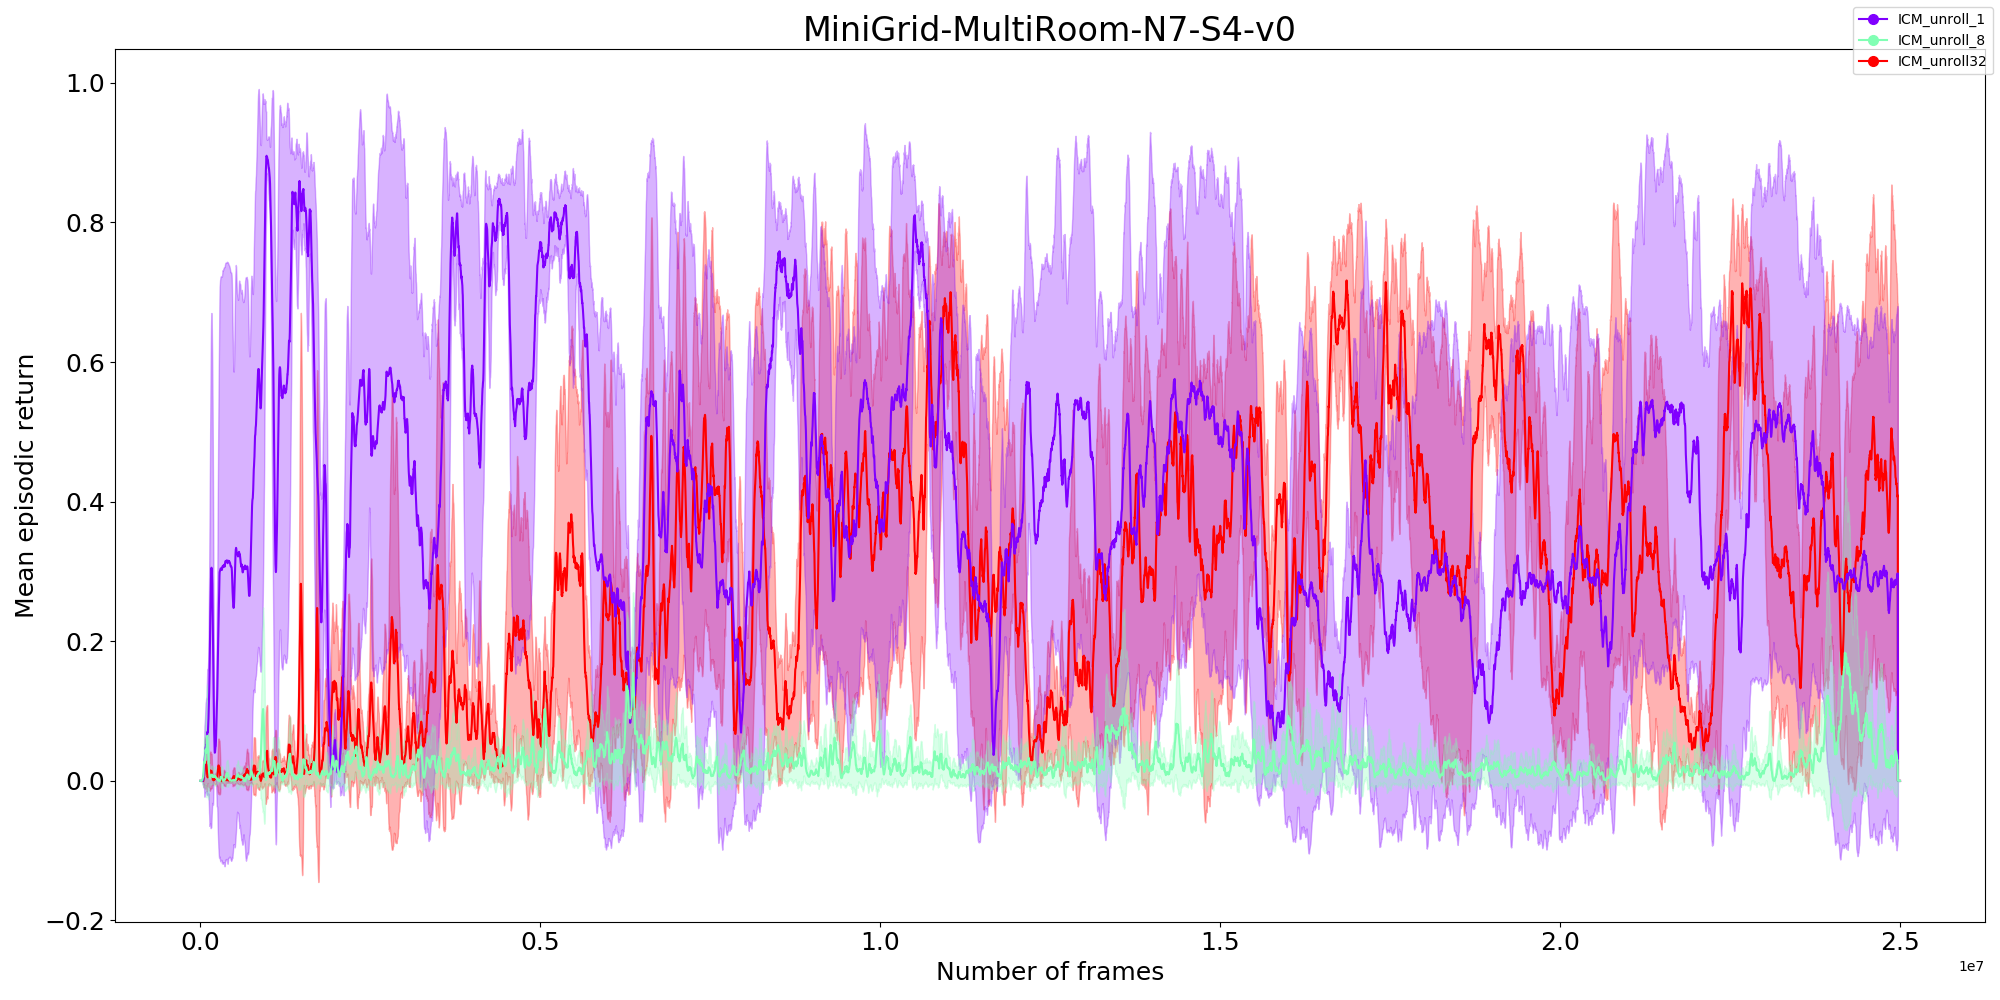 MiniGrid-MultiRoom-N7-S4-v0
ICM_unroll_1
ICM_unroll_8
ICM_unroll32
Mean episodic return
1.0
0.8
0.6
0.4
0.2
0.0
−0.2
0.0 0.5 1.0 1.5 2.0 2.5
1e7
Number of frames